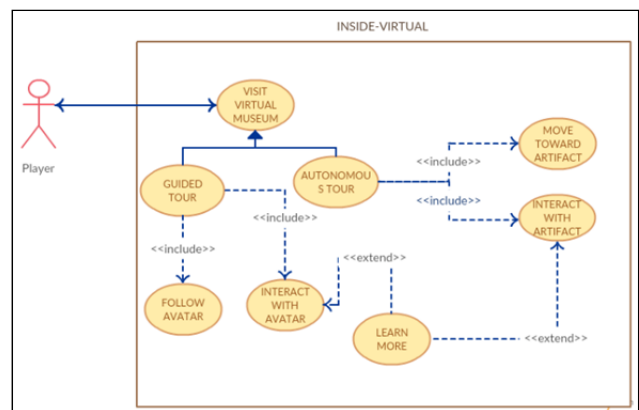 INSIDE-VIRTUAL
VISIT
VIRTUAL
MUSEUM
Player
MOVE
TOWARD
ARTIFACT
<<include>>
GUIDED
TOUR
AUTONOMOU
S TOUR
<<include>>
INTERACT
WITH
ARTIFACT
<<include>>
<<include>>
<<extend>>
FOLLOW
AVATAR
INTERACT
WITH
AVATAR
LEARN
MORE
<<extend>>